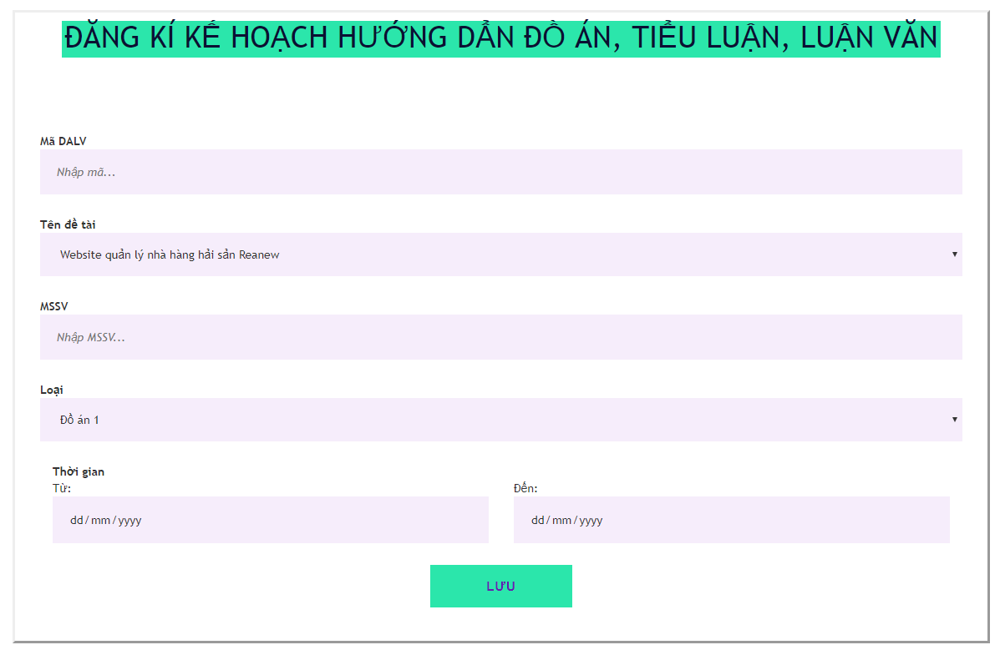 ĐĂNG KÍ KẾ HOẠCH HƯỚNG DẪN ĐỒ ÁN, TIỂU LUẬN, LUẬN VĂN
Mã DALV
Nhập mã...
Tên đề tài
Website quản lý nhà hàng hải sản Reanew
MSSV
Nhập MSSV...
Loại
Đồ án 1
Thời gian
Từ: Đến:
dd/mm/yyyy dd/mm/yyyy
LƯU